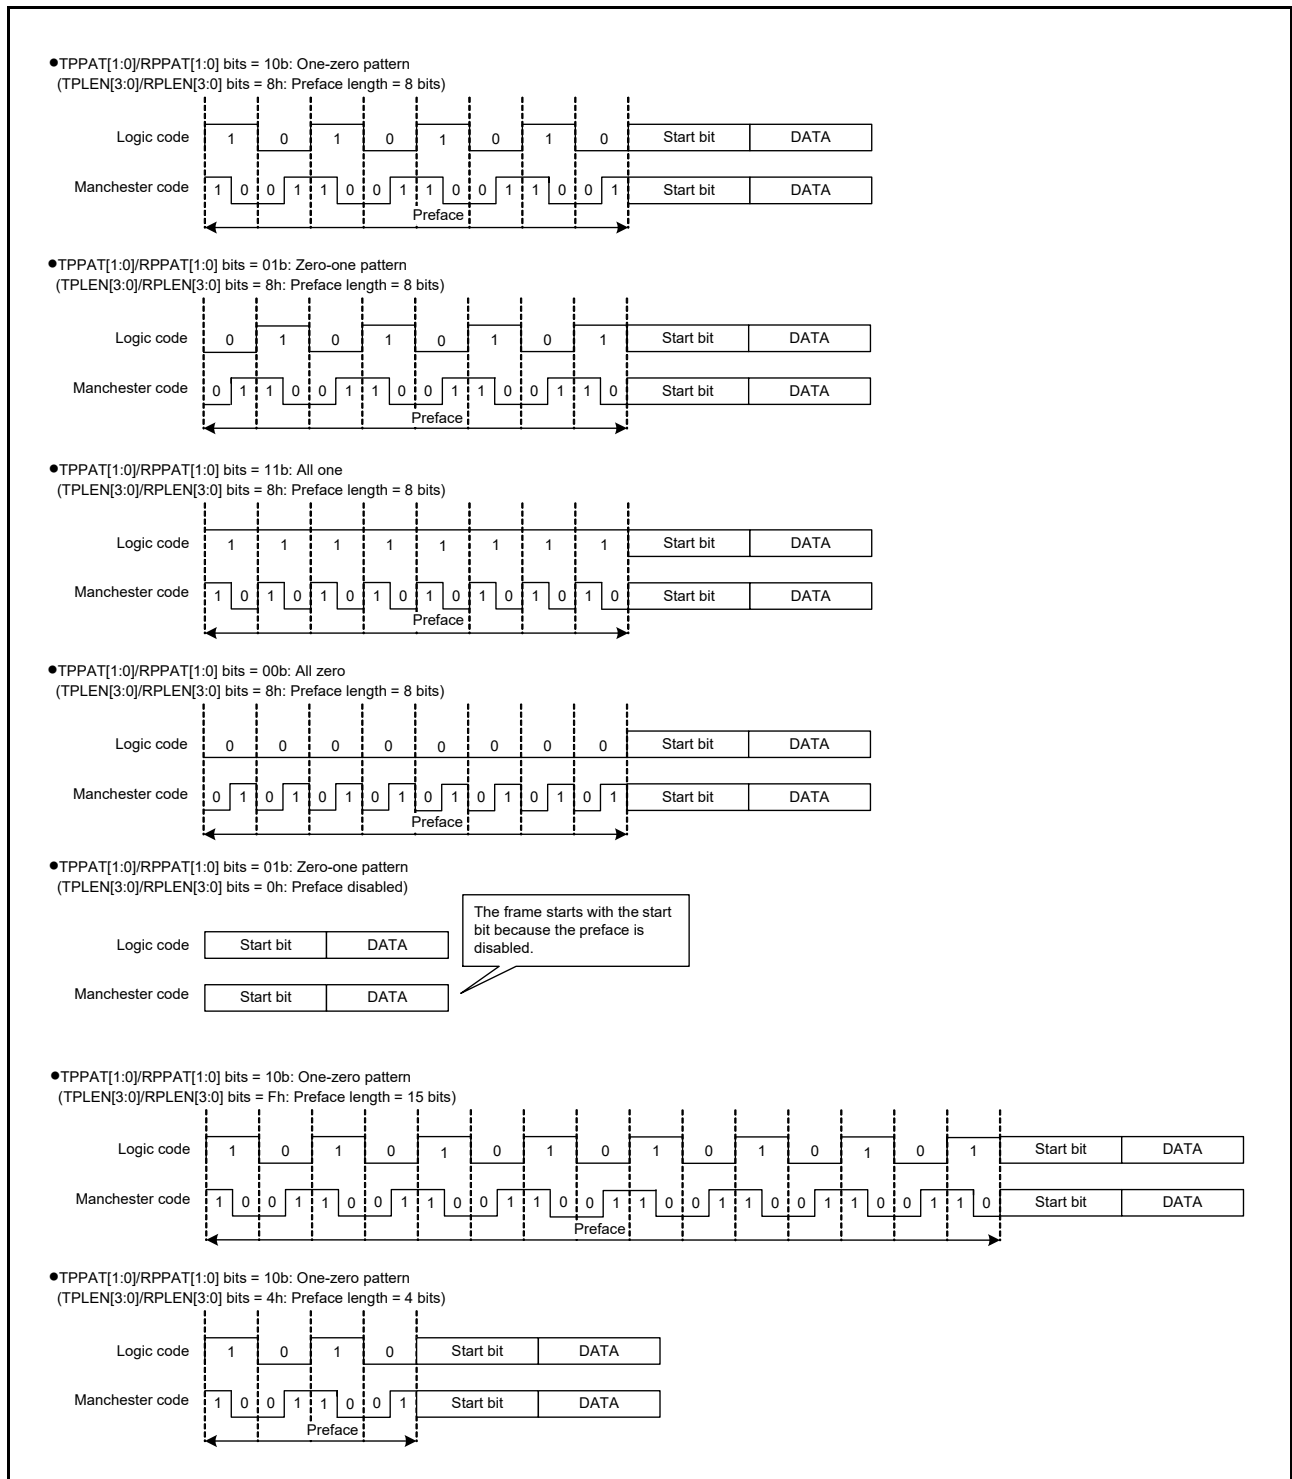 ●TPPAT[1:0]/RPPAT[1:0] bits = 10b: One-zero pattern
(TPLEN[3:0]/RPLEN[3:0] bits = 8h: Preface length = 8 bits)
Logic code 1 0 1 0 1 0 1 0 Start bit DATA
Manchester code 1 0 0 1 1 0 0 1 1 0 0 1 1 0 0 1 Start bit DATA
Preface
●TPPAT[1:0]/RPPAT[1:0] bits = 01b: Zero-one pattern
(TPLEN[3:0]/RPLEN[3:0] bits = 8h: Preface length = 8 bits)
Logic code 0 1 0 1 0 1 0 1 Start bit DATA
Manchester code 0 1 1 0 0 1 1 0 0 1 1 0 0 1 1 0 Start bit DATA
Preface
●TPPAT[1:0]/RPPAT[1:0] bits = 11b: All one
(TPLEN[3:0]/RPLEN[3:0] bits = 8h: Preface length = 8 bits)
Logic code 1 1 1 1 1 1 1 1 Start bit DATA
Manchester code 1 0 1 0 1 0 1 0 1 0 1 0 1 0 1 0 Start bit DATA
Preface
●TPPAT[1:0]/RPPAT[1:0] bits = 00b: All zero
(TPLEN[3:0]/RPLEN[3:0] bits = 8h: Preface length = 8 bits)
Logic code 0 0 0 0 0 0 0 0 Start bit DATA
Manchester code 0 1 0 1 0 1 0 1 0 1 0 1 0 1 0 1 Start bit DATA
Preface
●TPPAT[1:0]/RPPAT[1:0] bits = 01b: Zero-one pattern
(TPLEN[3:0]/RPLEN[3:0] bits = 0h: Preface disabled)
The frame starts with the start
bit because the preface is
disabled.
Logic code Start bit DATA
Manchester code Start bit DATA
●TPPAT[1:0]/RPPAT[1:0] bits = 10b: One-zero pattern
(TPLEN[3:0]/RPLEN[3:0] bits = Fh: Preface length = 15 bits)
Logic code 1 0 1 0 1 0 1 0 1 0 1 0 1 0 1 Start bit DATA
Manchester code 1 0 0 1 1 0 0 1 1 0 0 1 1 0 0 1 1 0 0 1 1 0 0 1 1 0 0 1 1 0 Start bit DATA
Preface
●TPPAT[1:0]/RPPAT[1:0] bits = 10b: One-zero pattern
(TPLEN[3:0]/RPLEN[3:0] bits = 4h: Preface length = 4 bits)
Logic code 1 0 1 0 Start bit DATA
Manchester code 1 0 0 1 1 0 0 1 Start bit DATA
Preface